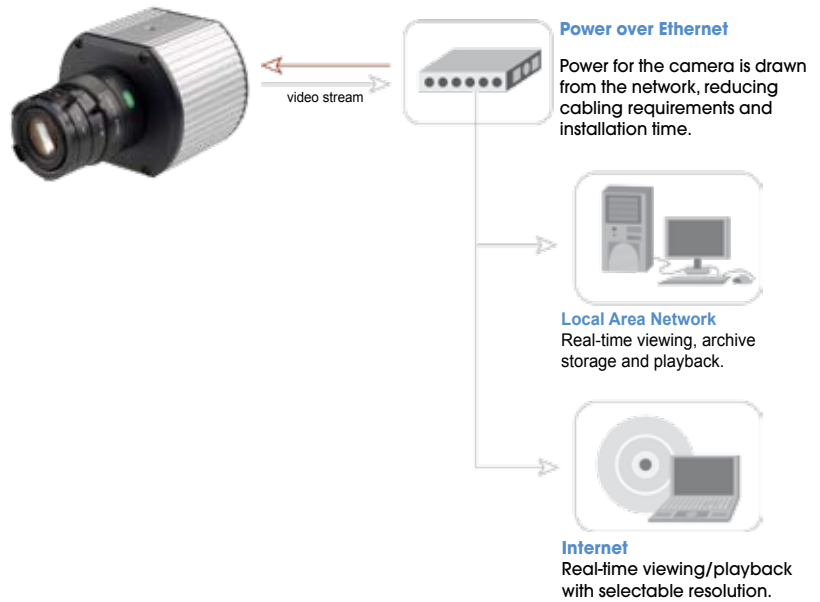 Power over Ethernet
Power for the camera is drawn
from the network, reducing
cabling requirements and
installation time.
video stream
Local Area Network
Real-time viewing, archive
storage and playback.
Internet
Real-time viewing/playback
with selectable resolution.